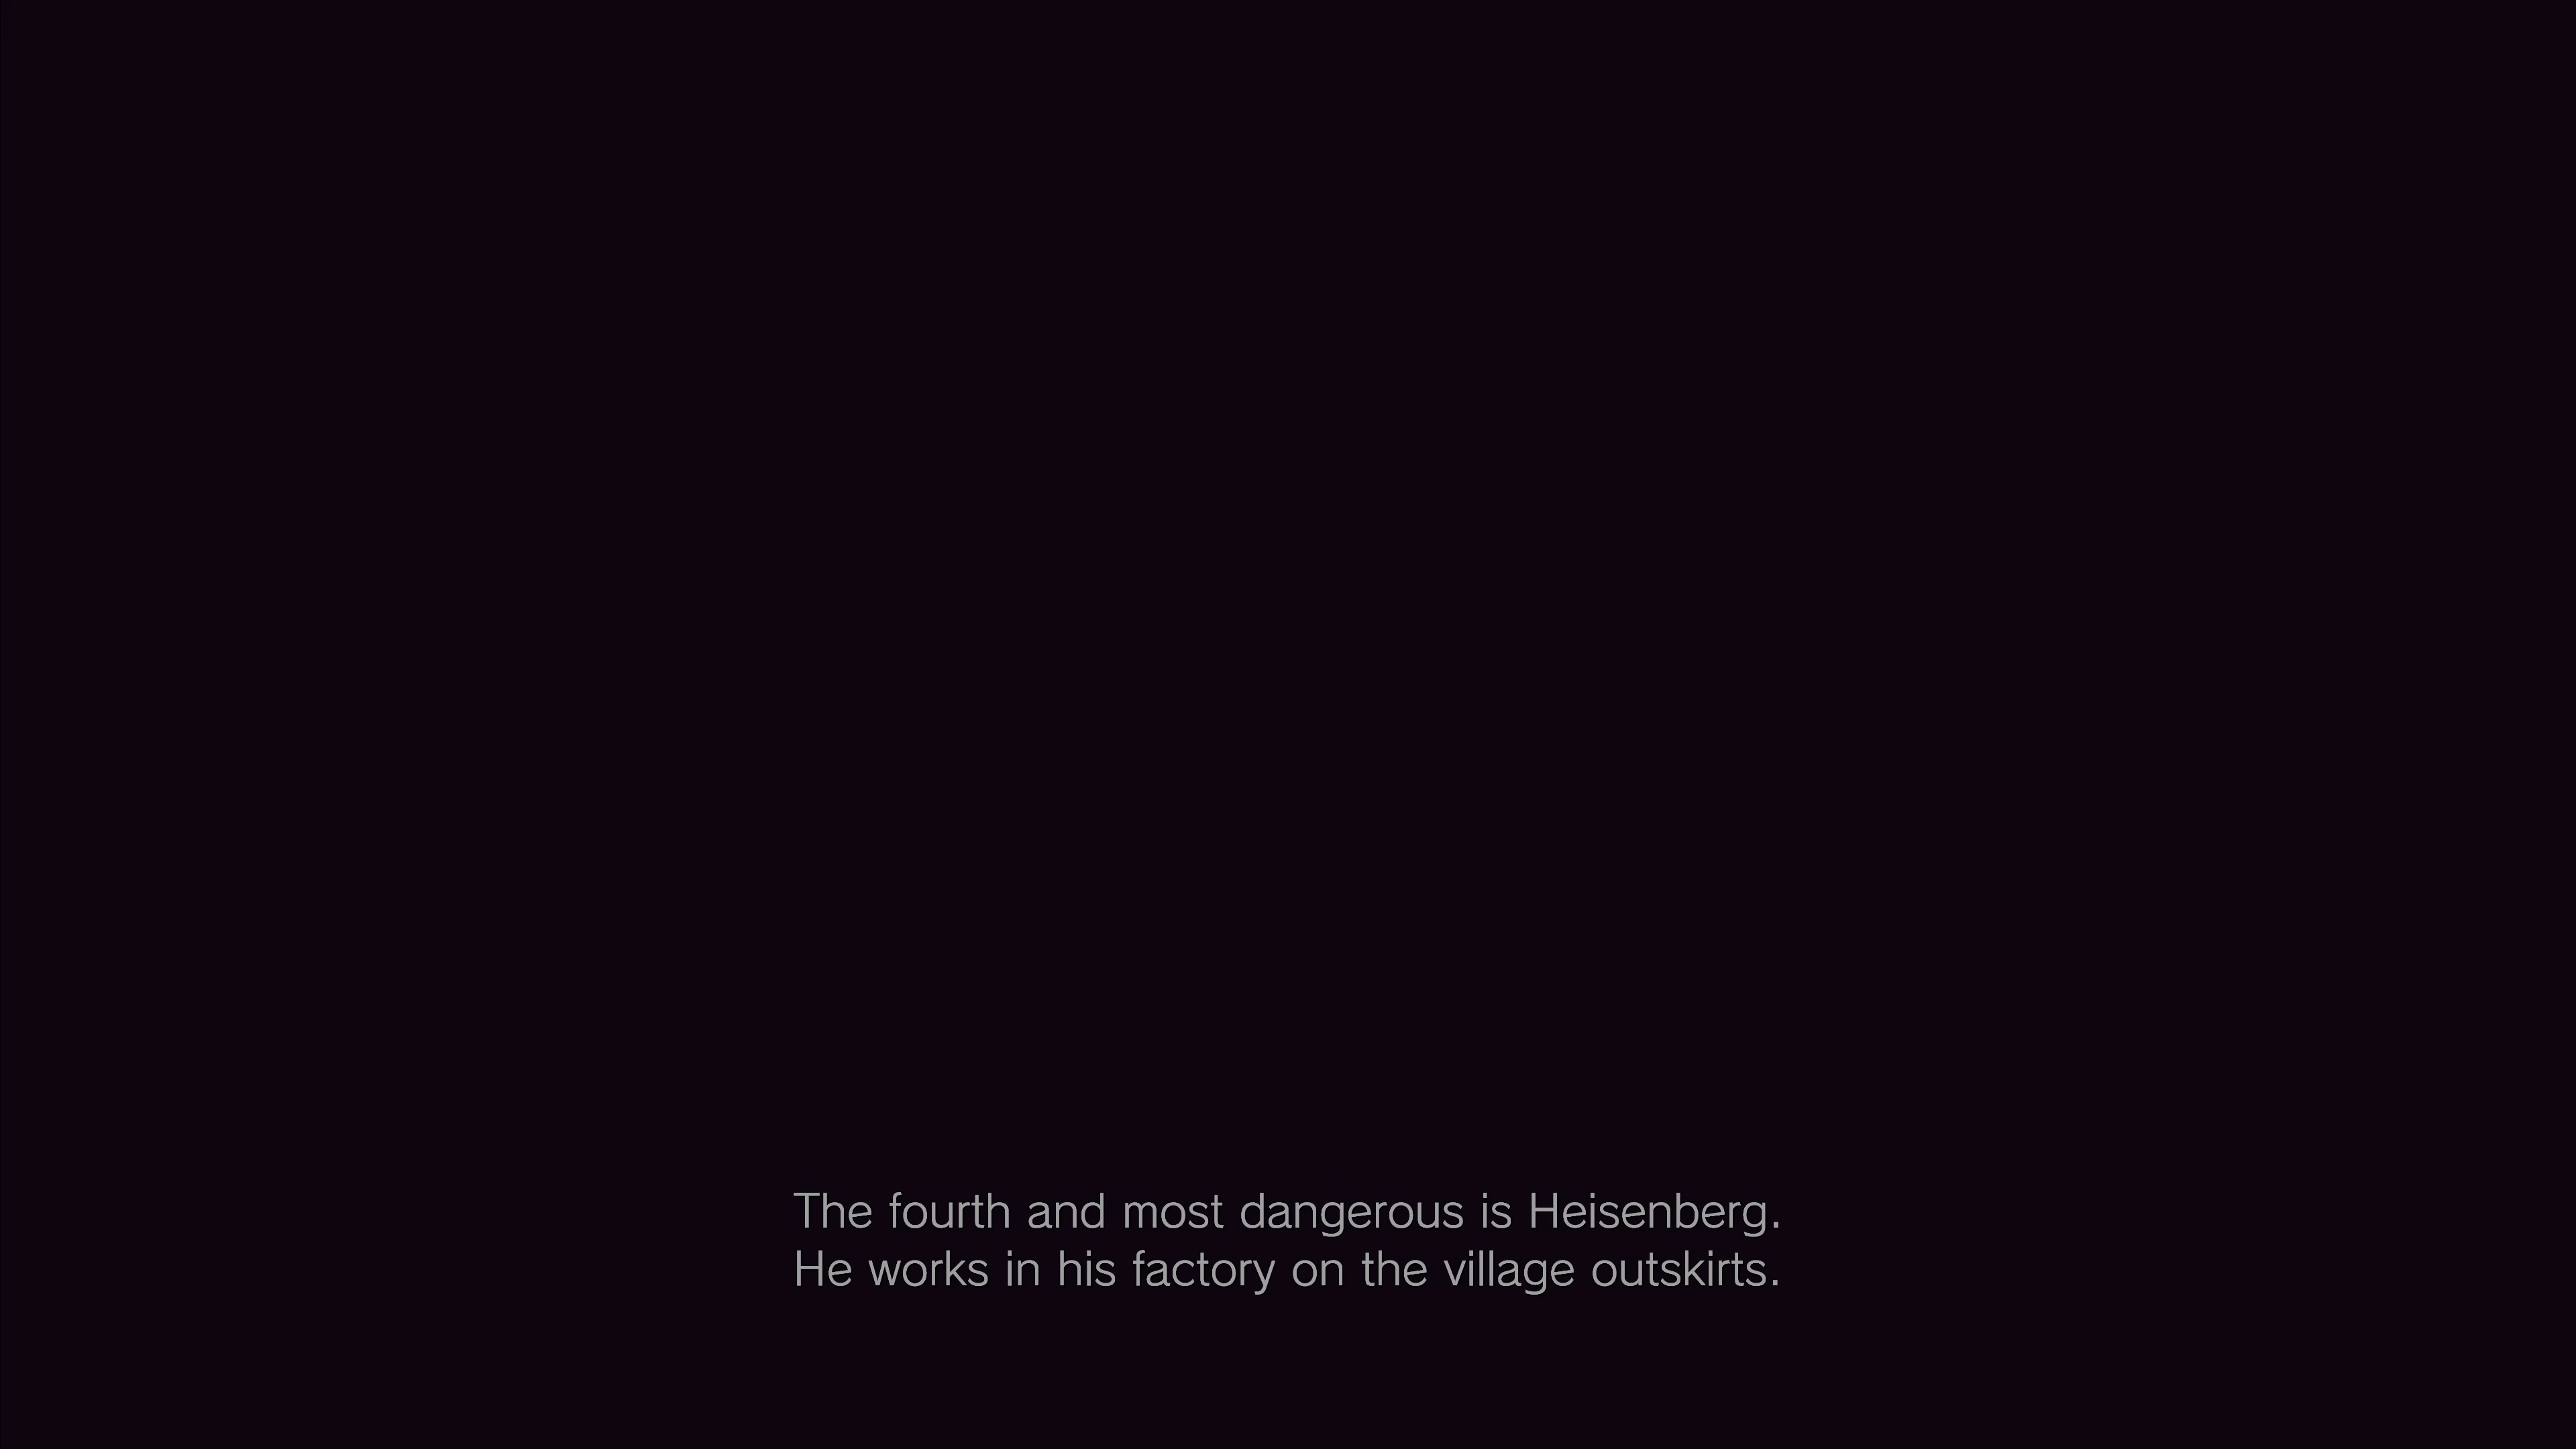 The fourth and most dangerous is Heisenberg.
He works in his factory on the village outskirts.